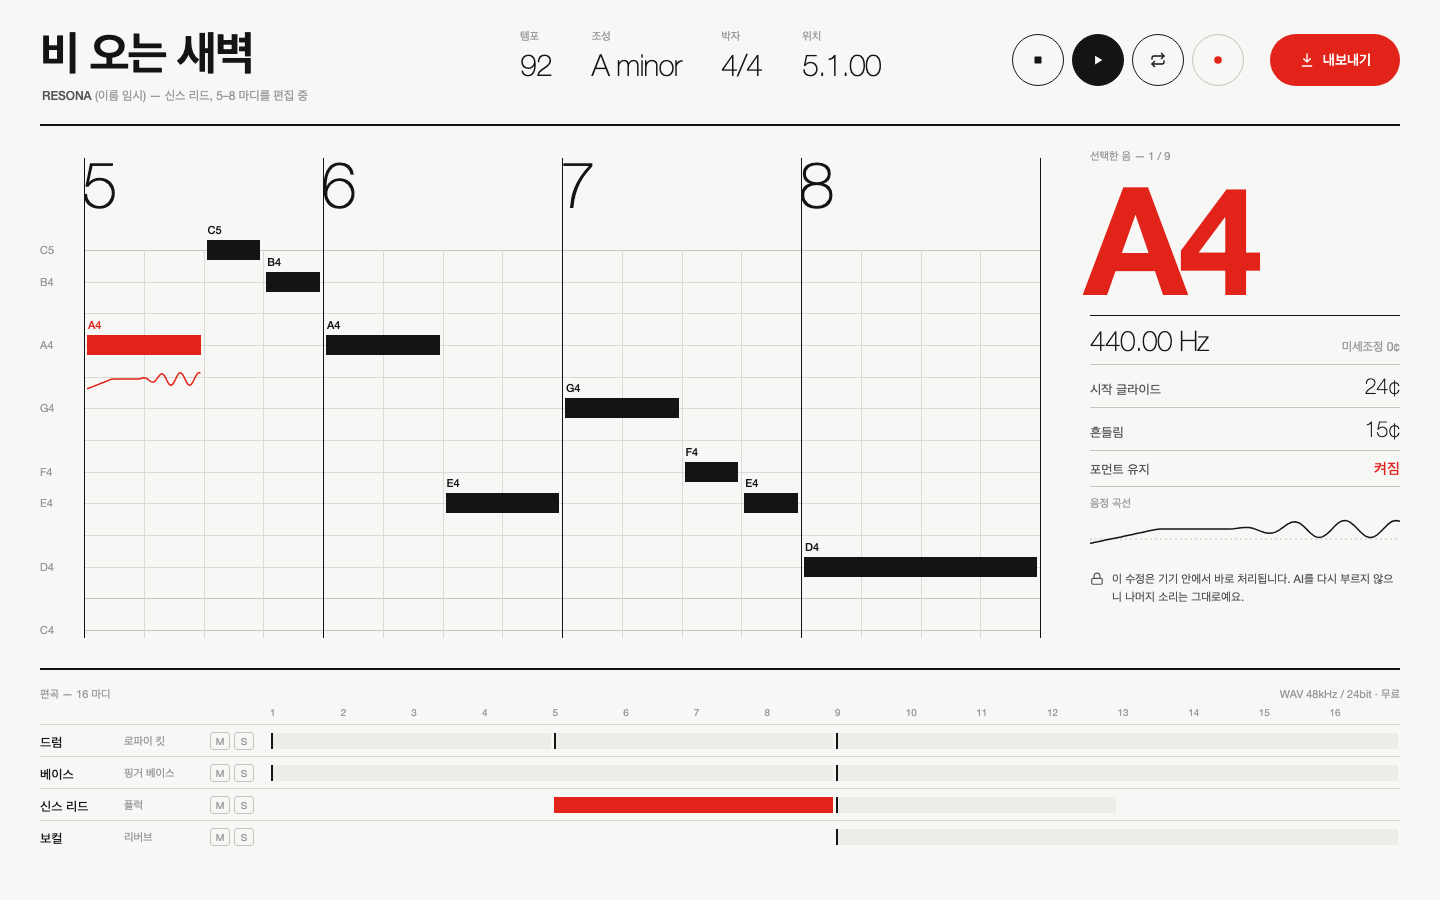 비 오는 새벽
RESONA (이름 임시) — 신스 리드, 5–8 마디를 편집 중
템포
92
조성
A minor
박자
4/4
위치
5.1.00
내보내기
5
6
7
8
C5
B4
A4
G4
F4
E4
D4
C4
C5
B4
A4
A4
G4
F4
E4
E4
D4
선택한 음 — 1 / 9
A4
440.00 Hz
미세조정 0¢
시작 글라이드 24¢
흔들림 15¢
포먼트 유지 켜짐
음정 곡선
이 수정은 기기 안에서 바로 처리됩니다. AI를 다시 부르지 않으
니 나머지 소리는 그대로예요.
편곡 — 16 마디
WAV 48kHz / 24bit · 무료
1 2 3 4 5 6 7 8 9 10 11 12 13 14 15 16
드럼 로파이 킷 M S
베이스 핑거 베이스 M S
신스 리드 플럭 M S
보컬 리버브 M S